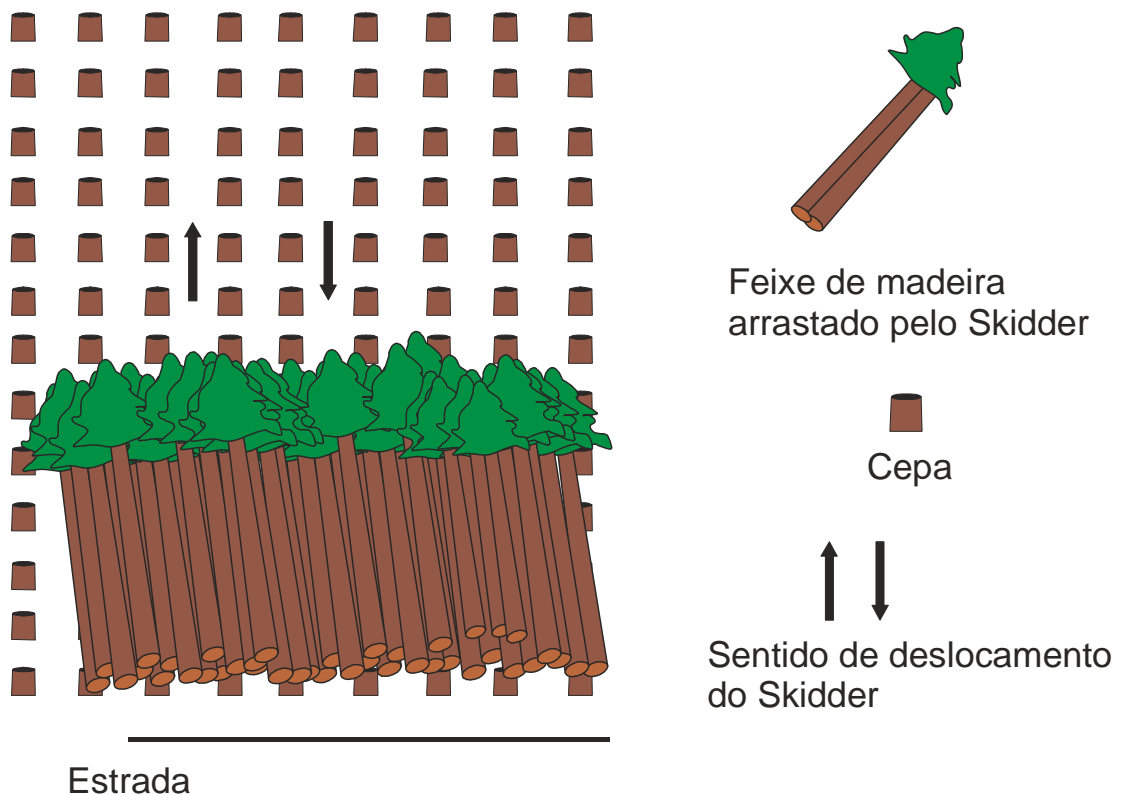 Feixe de madeira
arrastado pelo Skidder
Cepa
Sentido de deslocamento
do Skidder
Estrada